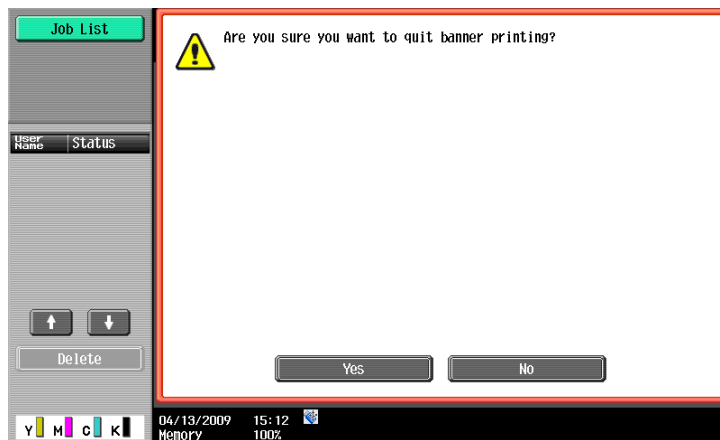 Job List
Are you sure you want to quit banner printing?
User Name Status
Delete
Yes No
Y M C K
04/13/2009 15:12
Memory 100%